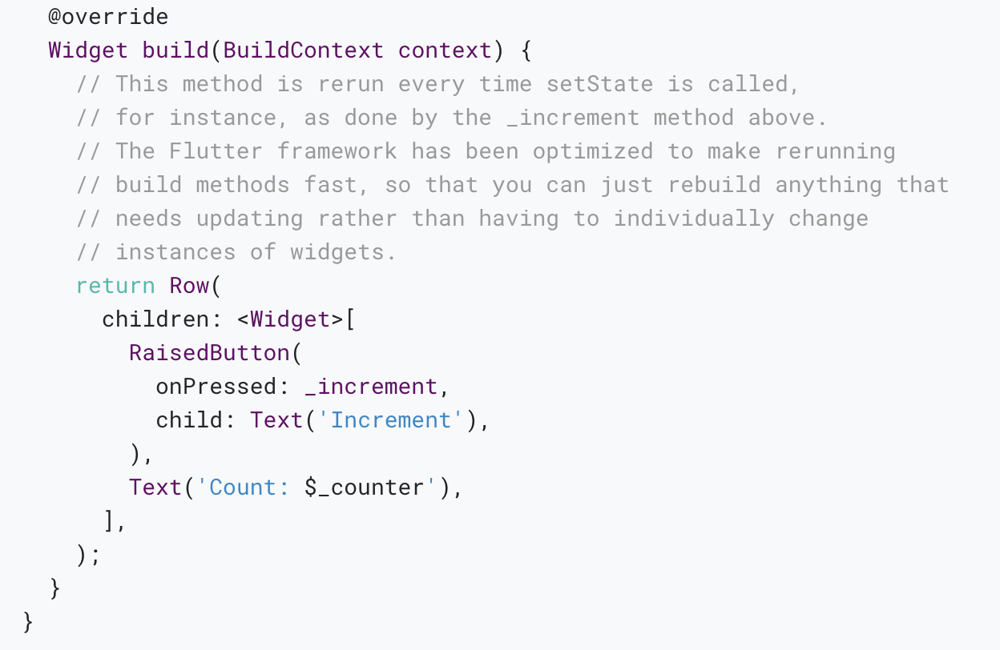 @override
Widget build(BuildContext context) {
// This method is rerun every time setState is called,
// for instance, as done by the _increment method above.
// The Flutter framework has been optimized to make rerunning
// build methods fast, so that you can just rebuild anything that
// needs updating rather than having to individually change
// instances of widgets.
return Row(
children: <Widget>[
RaisedButton(
onPressed: _increment,
child: Text('Increment'),
),
Text('Count: $_counter'),
],
);
}
}